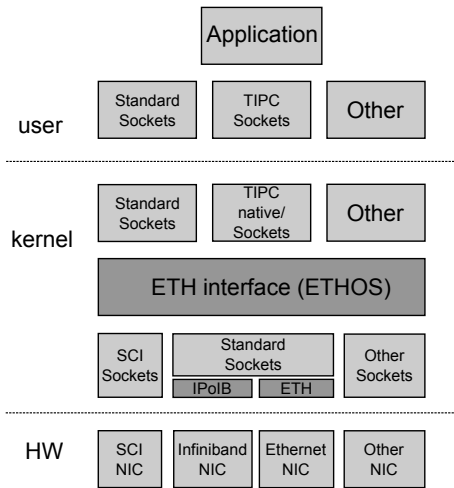 Application
user
Standard
Sockets
TIPC
Sockets
Other
kernel
Standard
Sockets
TIPC
native/
Sockets
Other
ETH interface (ETHOS)
SCI
Sockets
Standard
Sockets
IPoIB
ETH
Other
Sockets
HW
SCI
NIC
Infiniband
NIC
Ethernet
NIC
Other
NIC